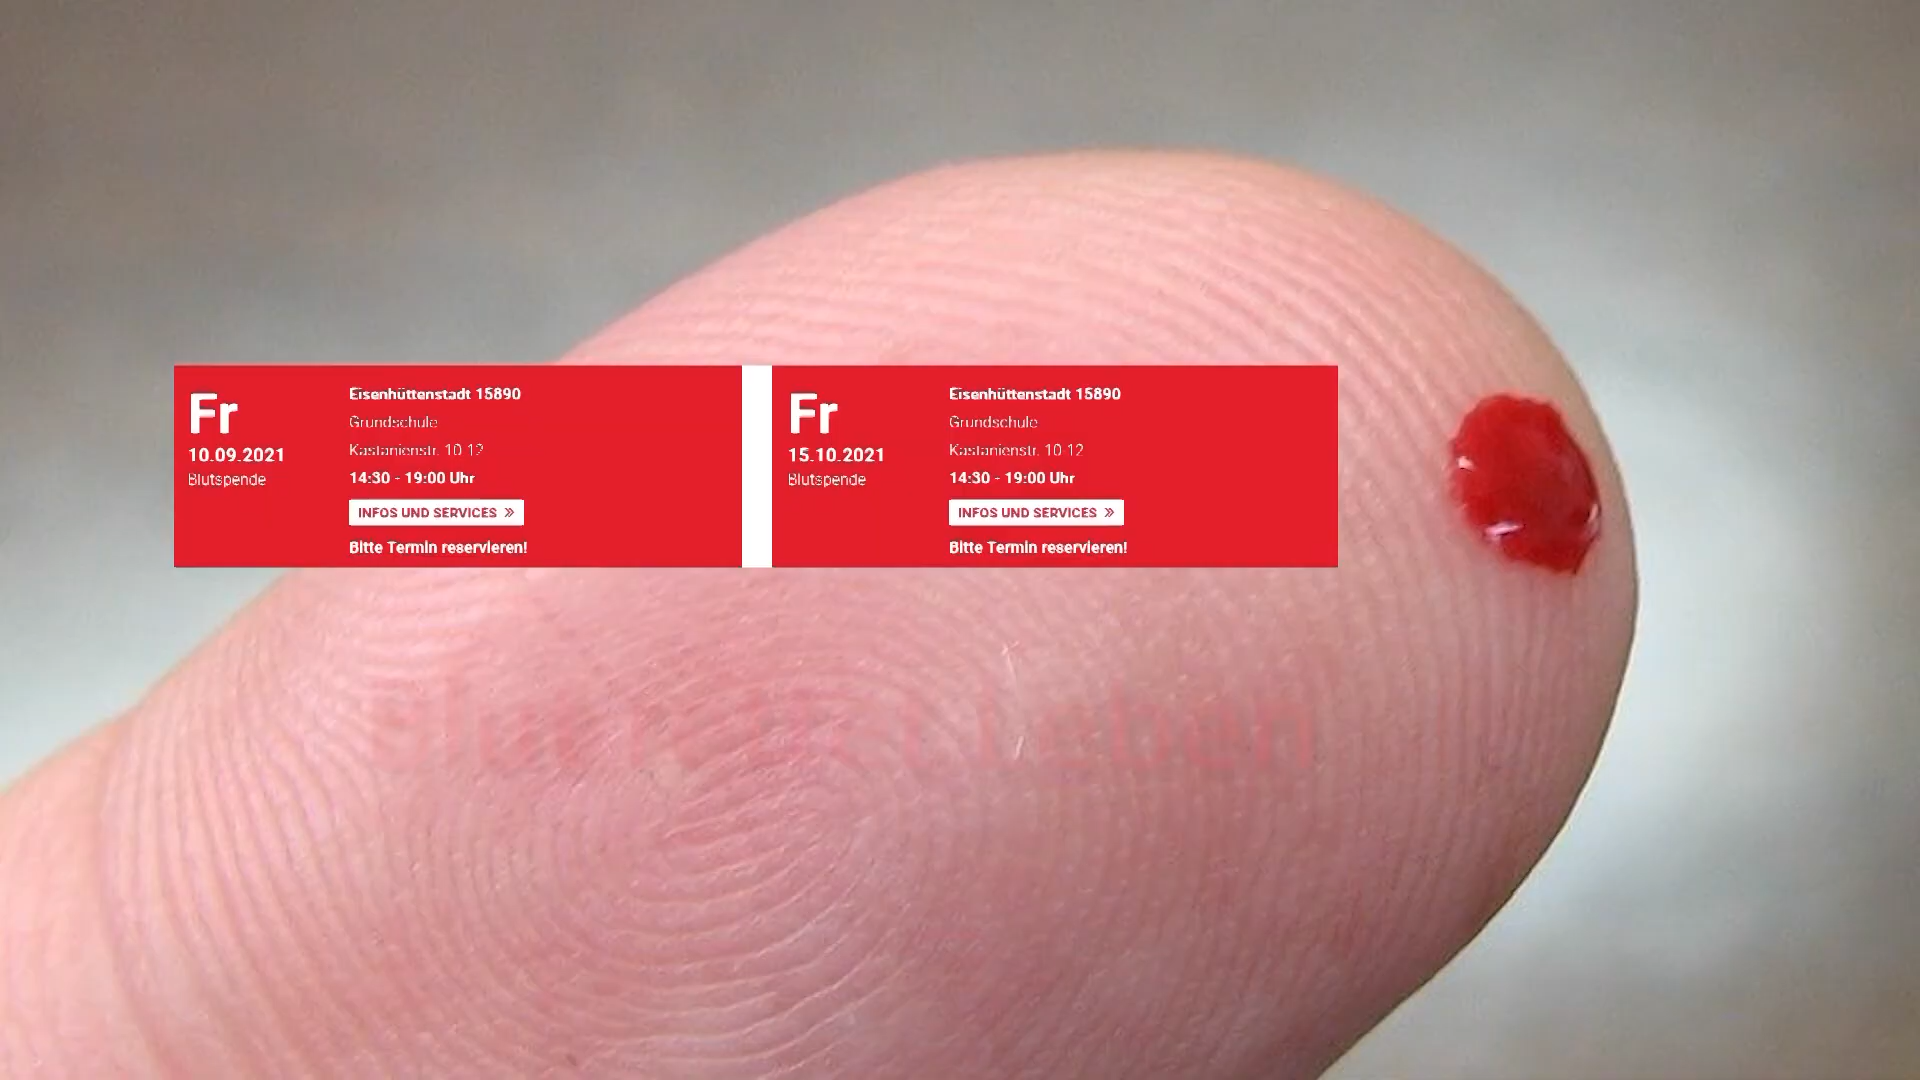 Fr
10.09.2021
Blutspende
Eisenhüttenstadt 15890
Grundschule
Kastanienstr. 10-12
14:30 - 19:00 Uhr
INFOS UND SERVICES »
Bitte Termin reservieren!
Fr
15.10.2021
Blutspende
Eisenhüttenstadt 15890
Grundschule
Kastanienstr. 10-12
14:30 - 19:00 Uhr
INFOS UND SERVICES »
Bitte Termin reservieren!